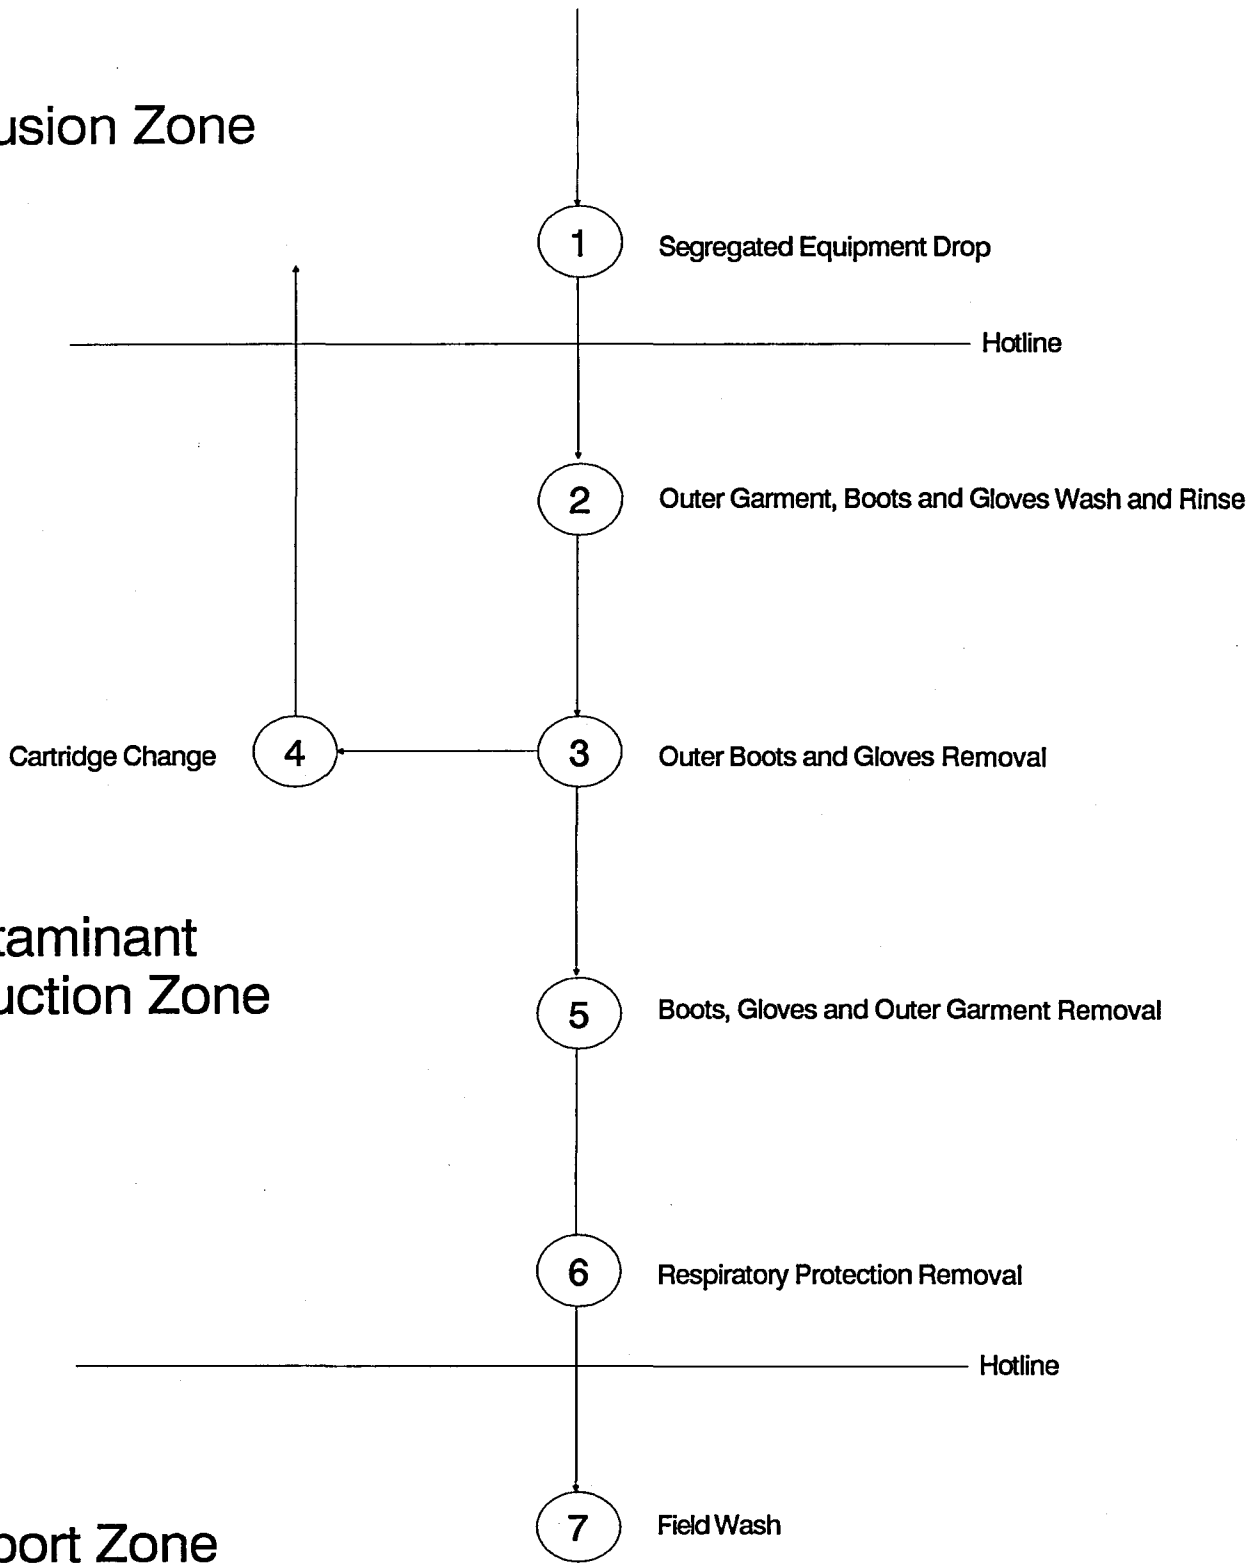 usion Zone
1
Segregated Equipment Drop
Hotline
2
Outer Garment, Boots and Gloves Wash and Rinse
Cartridge Change
4
3
Outer Boots and Gloves Removal
taminant
uction Zone
5
Boots, Gloves and Outer Garment Removal
6
Respiratory Protection Removal
Hotline
7
Field Wash
port Zone